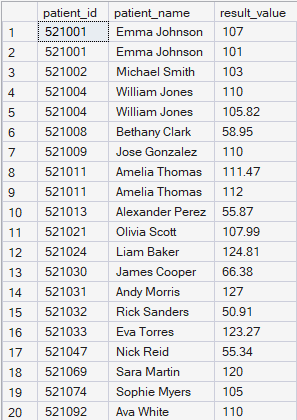 patient_id patient_name result_value
1 521001 Emma Johnson 107
2 521001 Emma Johnson 101
3 521002 Michael Smith 103
4 521004 William Jones 110
5 521004 William Jones 105.82
6 521008 Bethany Clark 58.95
7 521009 Jose Gonzalez 110
8 521011 Amelia Thomas 111.47
9 521011 Amelia Thomas 112
10 521013 Alexander Perez 55.87
11 521021 Olivia Scott 107.99
12 521024 Liam Baker 124.81
13 521030 James Cooper 66.38
14 521031 Andy Morris 127
15 521032 Rick Sanders 50.91
16 521033 Eva Torres 123.27
17 521047 Nick Reid 55.34
18 521069 Sara Martin 120
19 521074 Sophie Myers 105
20 521092 Ava White 110